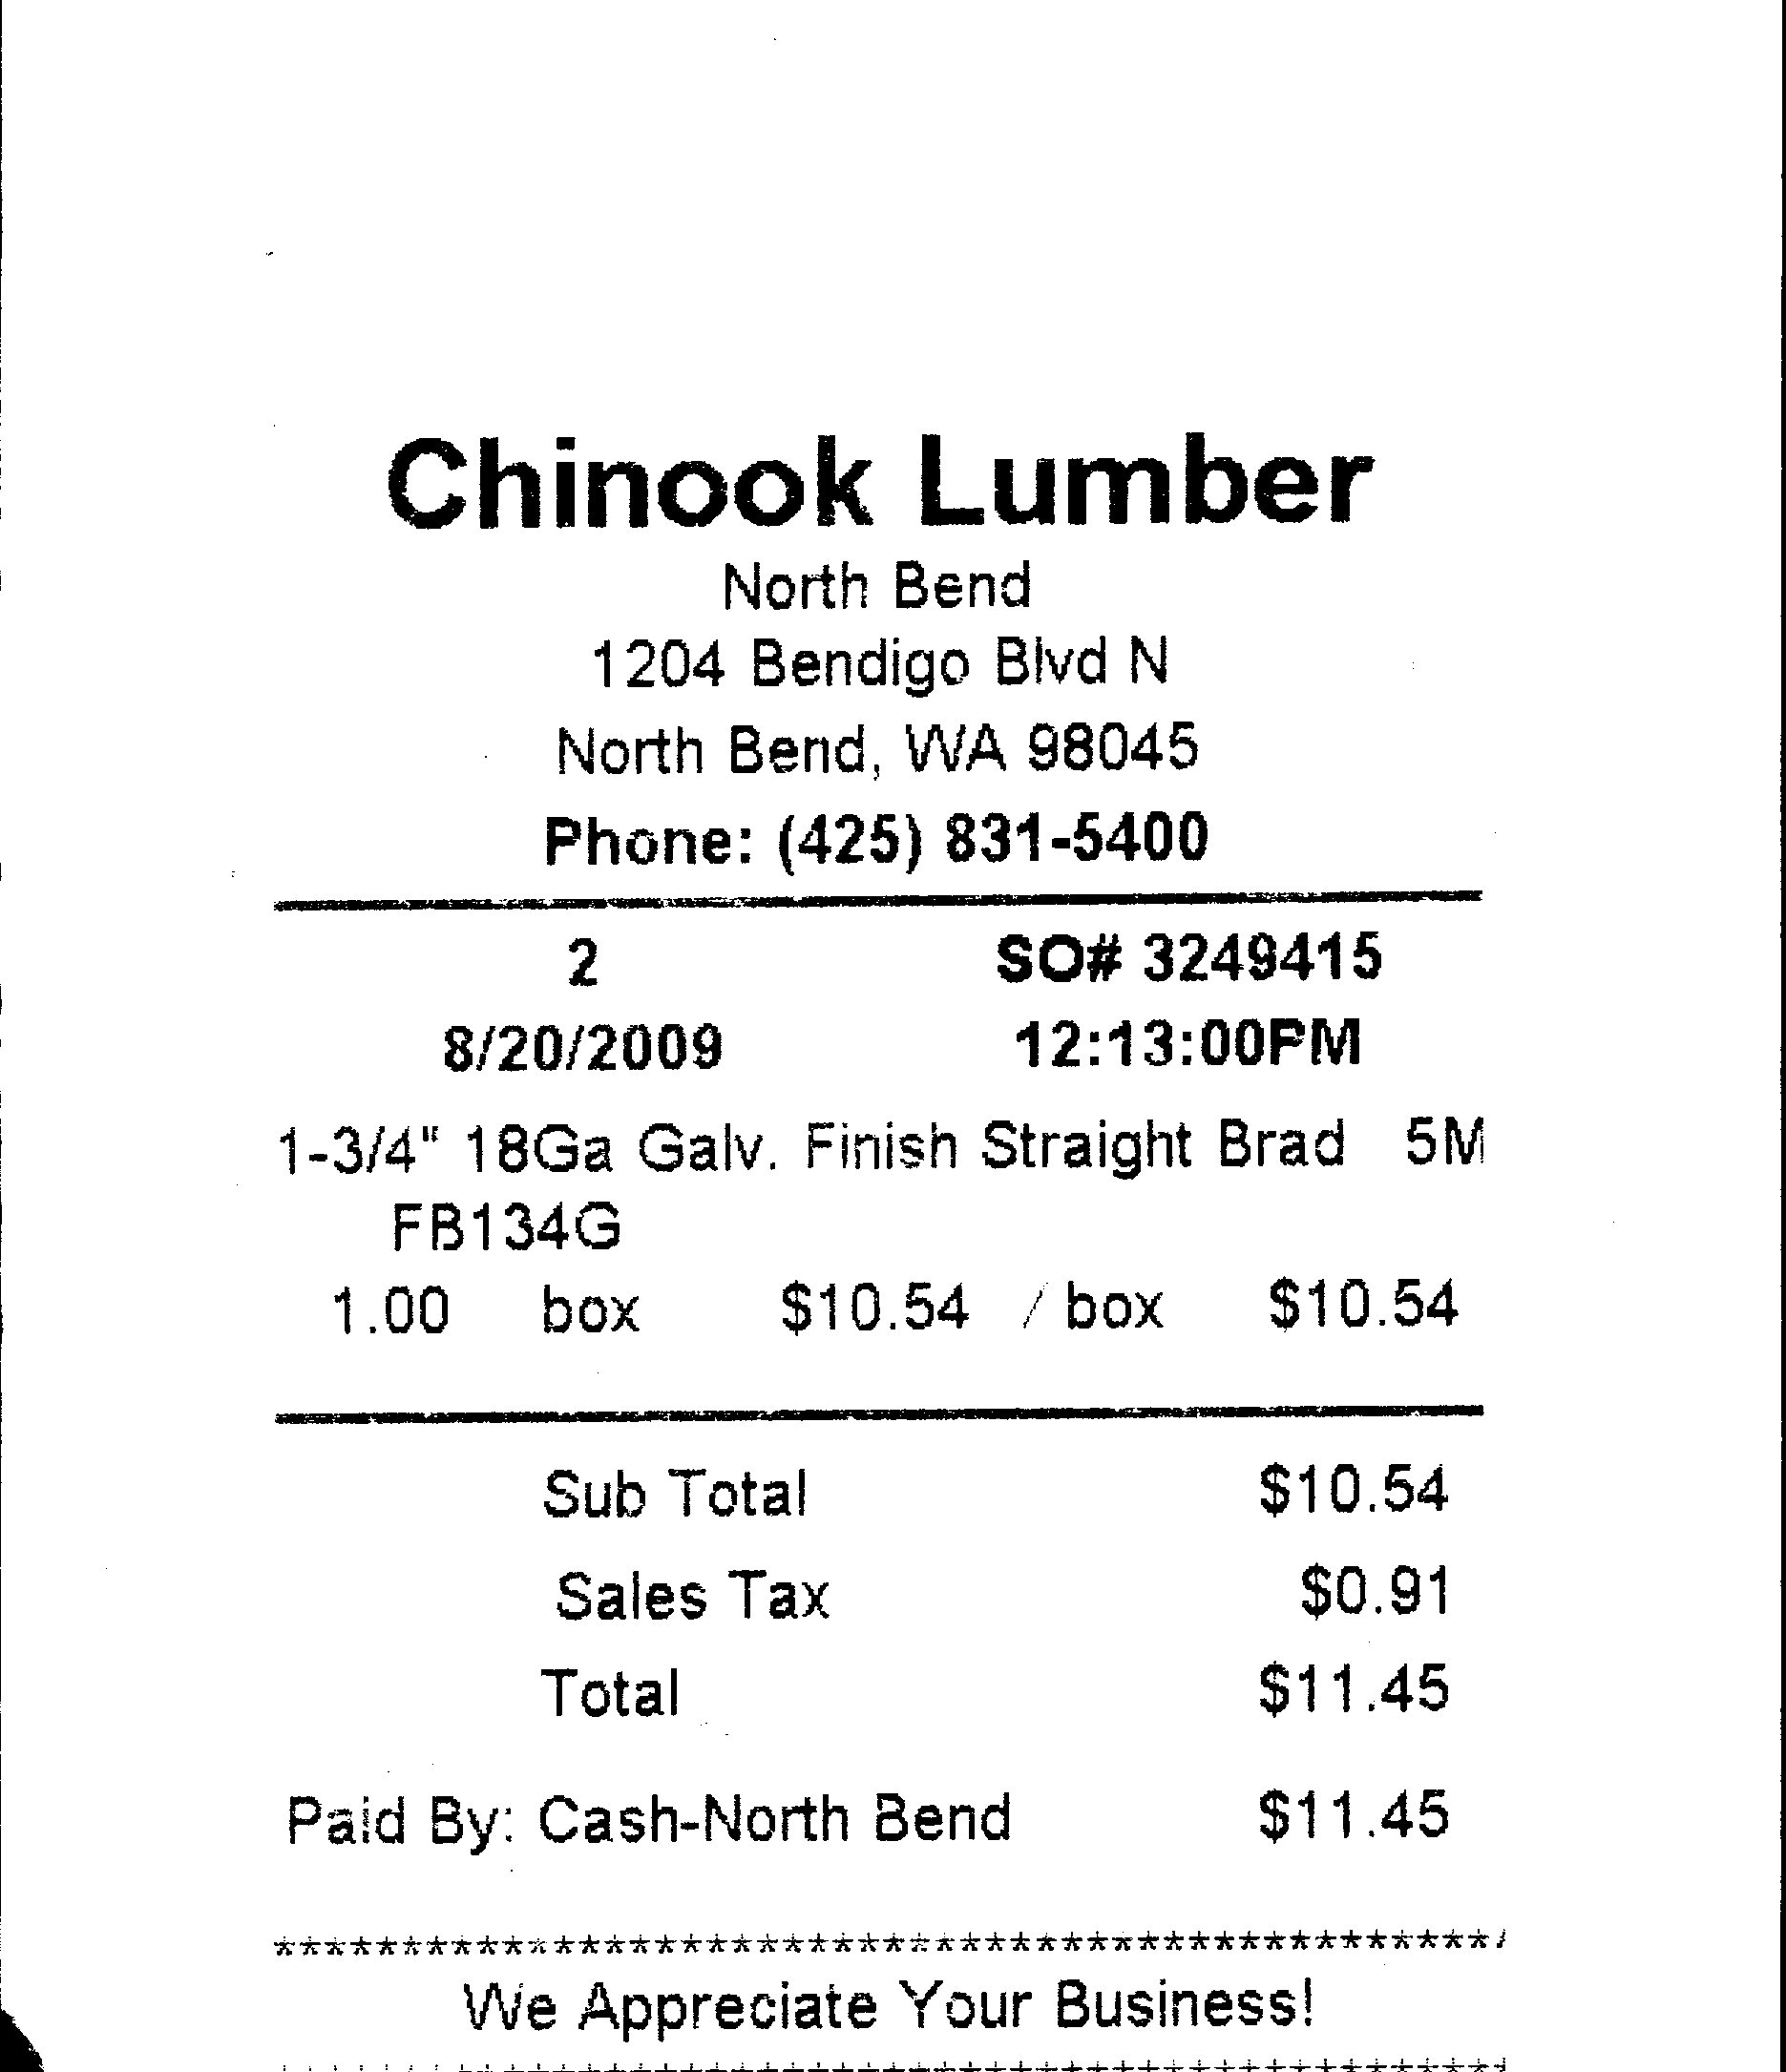 Chinook Lumber
North Bend
1204 Bendigo Blvd N
North Bend, WA 98045
Phone: (425) 831-5400
2 SO# 3249415
8/20/2009 12:13:00PM
1-3/4" 18Ga Galv. Finish Straight Brad 5M
FB134G
1.00 box $10.54 / box $10.54
Sub Total $10.54
Sales Tax $0.91
Total $11.45
Paid By: Cash-North Bend $11.45
We Appreciate Your Business!